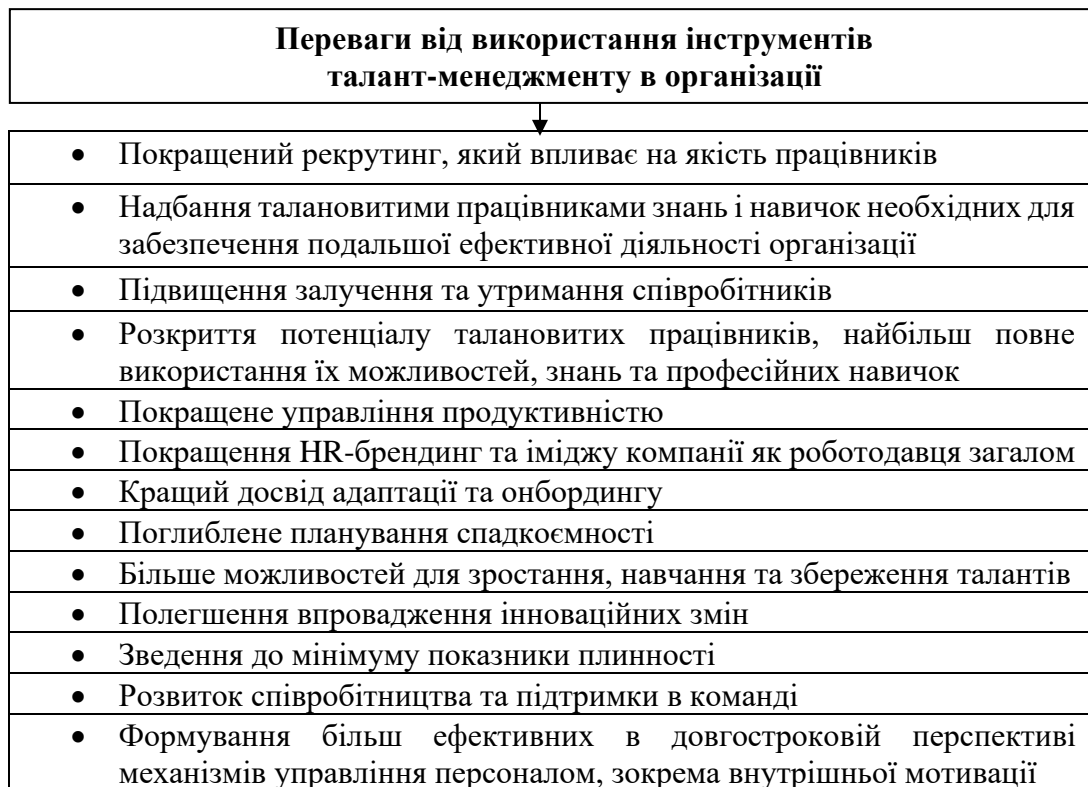 Переваги від використання інструментів
талант-менеджменту в організації
• Покращений рекрутинг, який впливає на якість працівників
• Надбання талановитими працівниками знань і навичок необхідних для
забезпечення подальшої ефективної діяльності організації
• Підвищення залучення та утримання співробітників
• Розкриття потенціалу талановитих працівників, найбільш повне
використання їх можливостей, знань та професійних навичок
• Покращене управління продуктивністю
• Покращення HR-брендинг та іміджу компанії як роботодавця загалом
• Кращий досвід адаптації та онбордингу
• Поглиблене планування спадкоємності
• Більше можливостей для зростання, навчання та збереження талантів
• Полегшення впровадження інноваційних змін
• Зведення до мінімуму показники плинності
• Розвиток співробітництва та підтримки в команді
• Формування більш ефективних в довгостроковій перспективі
механізмів управління персоналом, зокрема внутрішньої мотивації